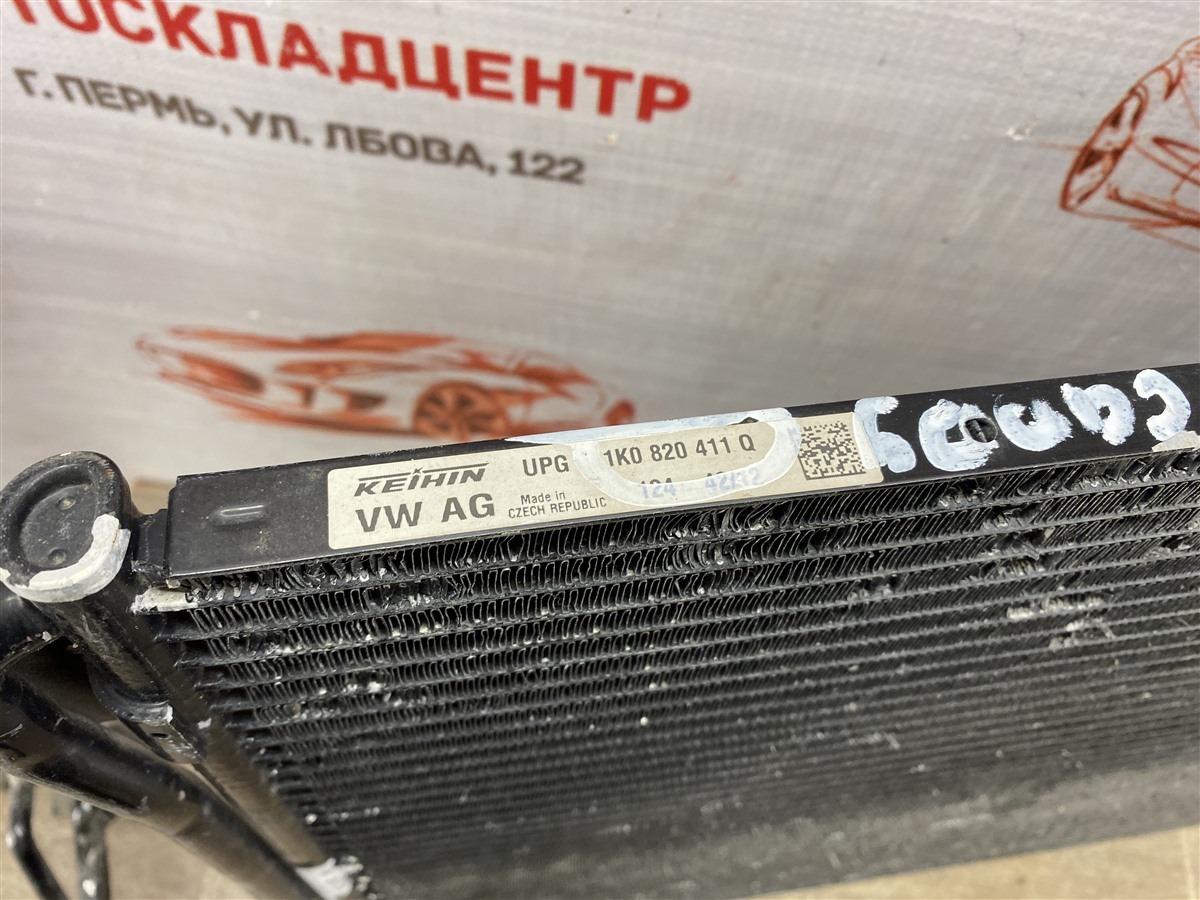 ТОСКЛАДЦЕНТР
Г. ПЕРМЬ, УЛ. ЛБОВА, 122
KEIHIN UPG 1K0 820 411 Q
VW AG Made in
CZECH REPUBLIC